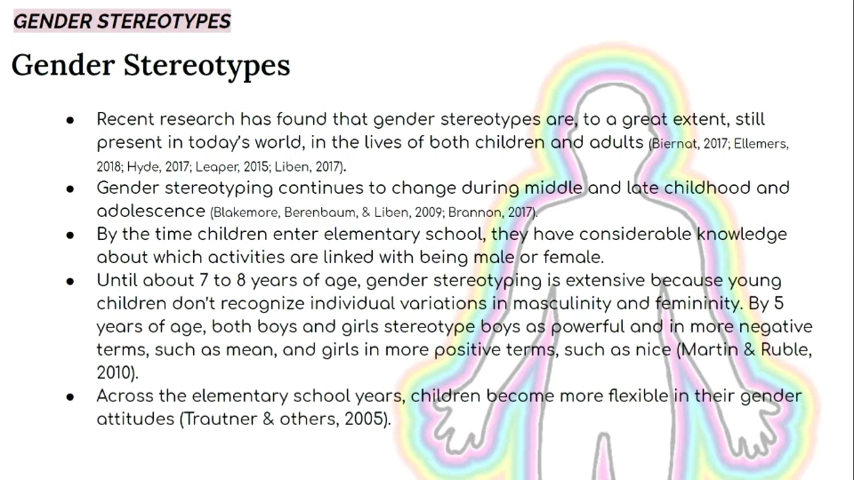 GENDER STEREOTYPES
Gender Stereotypes
● Recent research has found that gender stereotypes are, to a great extent, still
present in today's world, in the lives of both children and adults (Biernat, 2017; Ellemers,
2018; Hyde, 2017; Leaper, 2015; Liben, 2017).
● Gender stereotyping continues to change during middle and late childhood and
adolescence (Blakemore, Berenbaum, & Liben, 2009; Brannon, 2017).
● By the time children enter elementary school, they have considerable knowledge
about which activities are linked with being male or female.
● Until about 7 to 8 years of age, gender stereotyping is extensive because young
children don't recognize individual variations in masculinity and femininity. By 5
years of age, both boys and girls stereotype boys as powerful and in more negative
terms, such as mean, and girls in more positive terms, such as nice (Martin & Ruble,
2010).
● Across the elementary school years, children become more flexible in their gender
attitudes (Trautner & others, 2005).